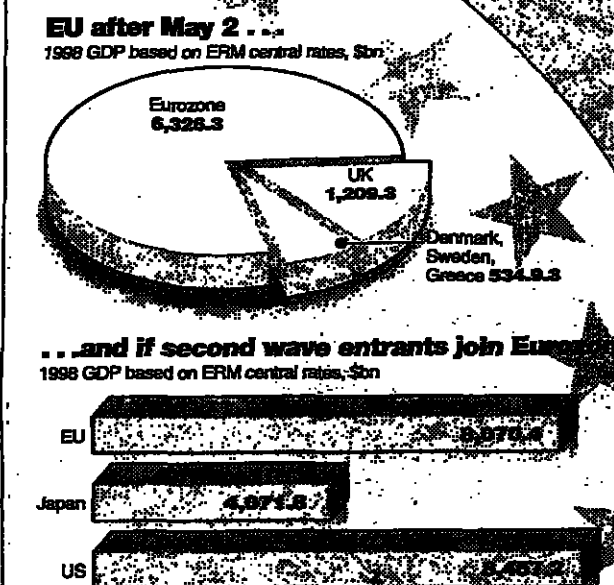 EU after May 2 . . .
1998 GDP based on ERM central rates, $bn
Eurozone
6,326.3
UK
1,209.3
Denmark,
Sweden,
Greece 534.9.3
. . .and if second wave entrants join
1998 GDP based on ERM central rates, $bn
EU
Japan
US